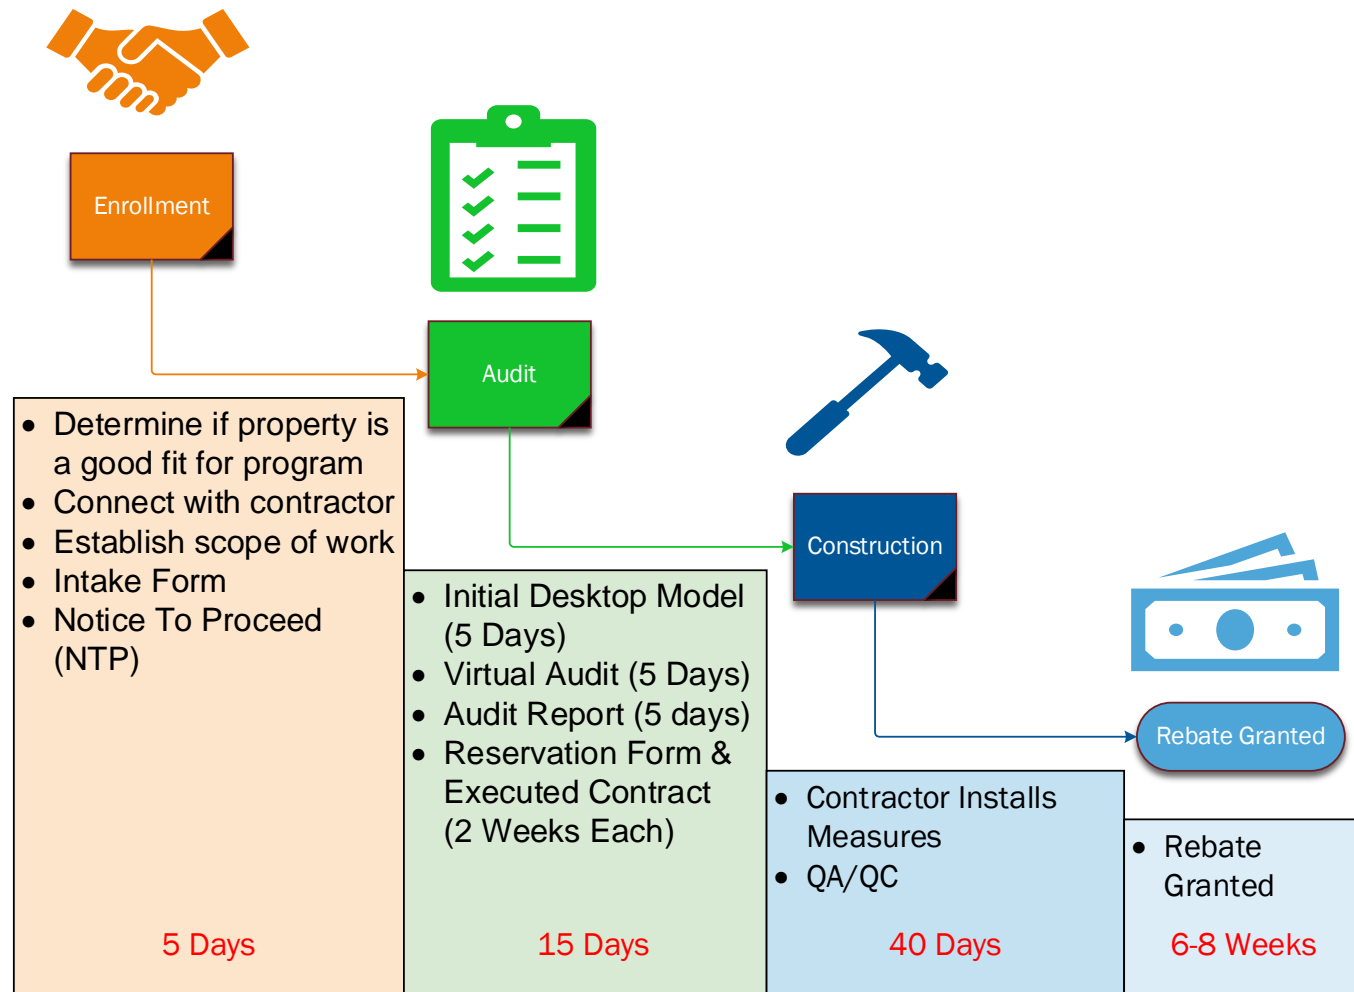 Enrollment
Audit
• Determine if property is
a good fit for program
• Connect with contractor
• Establish scope of work
• Intake Form
• Notice To Proceed
(NTP)
5 Days
Construction
• Initial Desktop Model
(5 Days)
• Virtual Audit (5 Days)
• Audit Report (5 days)
• Reservation Form &
Executed Contract
(2 Weeks Each)
15 Days
Rebate Granted
• Contractor Installs
Measures
• QA/QC
40 Days
• Rebate
Granted
6-8 Weeks